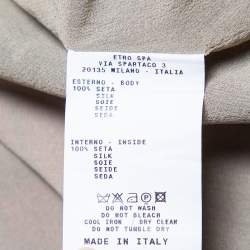 ETRO SPA
VIA SPARTACO 3
20135 MILANO - ITALIA
ESTERNO - BODY
100% SETA
SILK
SOIE
SEIDE
SEDA
INTERNO - INSIDE
100% SETA
SILK
SOIE
SEIDE
SEDA
DO NOT WASH
DO NOT BLEACH
COOL IRON / DRY CLEAN
DO NOT TUMBLE DRY
MADE IN ITALY